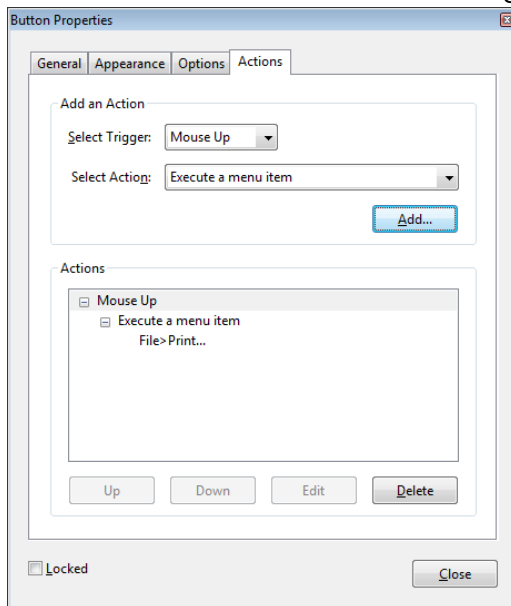 Button Properties
General Appearance Options Actions
Add an Action
Select Trigger: Mouse Up
Select Action: Execute a menu item
Add...
Actions
Mouse Up
Execute a menu item
File>Print...
Up Down Edit Delete
Locked
Close